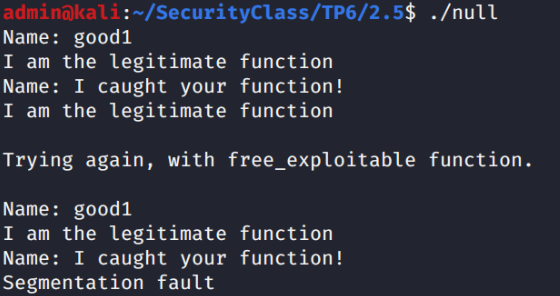 admin@kali:~/SecurityClass/TP6/2.5$ ./null
Name: good1
I am the legitimate function
Name: I caught your function!
I am the legitimate function
Trying again, with free_exploitable function.
Name: good1
I am the legitimate function
Name: I caught your function!
Segmentation fault